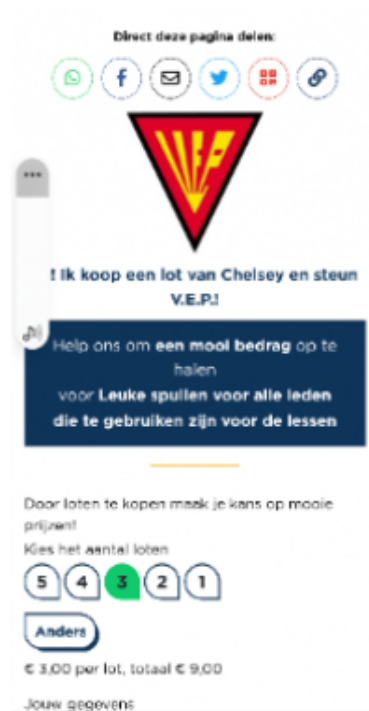 Direct deze pagina delen:
VEP
! Ik koop een lot van Chelsey en steun
V.E.P.!
Help ons om een mooi bedrag op te
halen
voor Leuke spullen voor alle leden
die te gebruiken zijn voor de lessen
Door loten te kopen maak je kans op mooie
prijzen!
Kies het aantal loten
5 4 3 2 1
Anders
€ 3,00 per lot, totaal € 9,00
Jouw gegevens